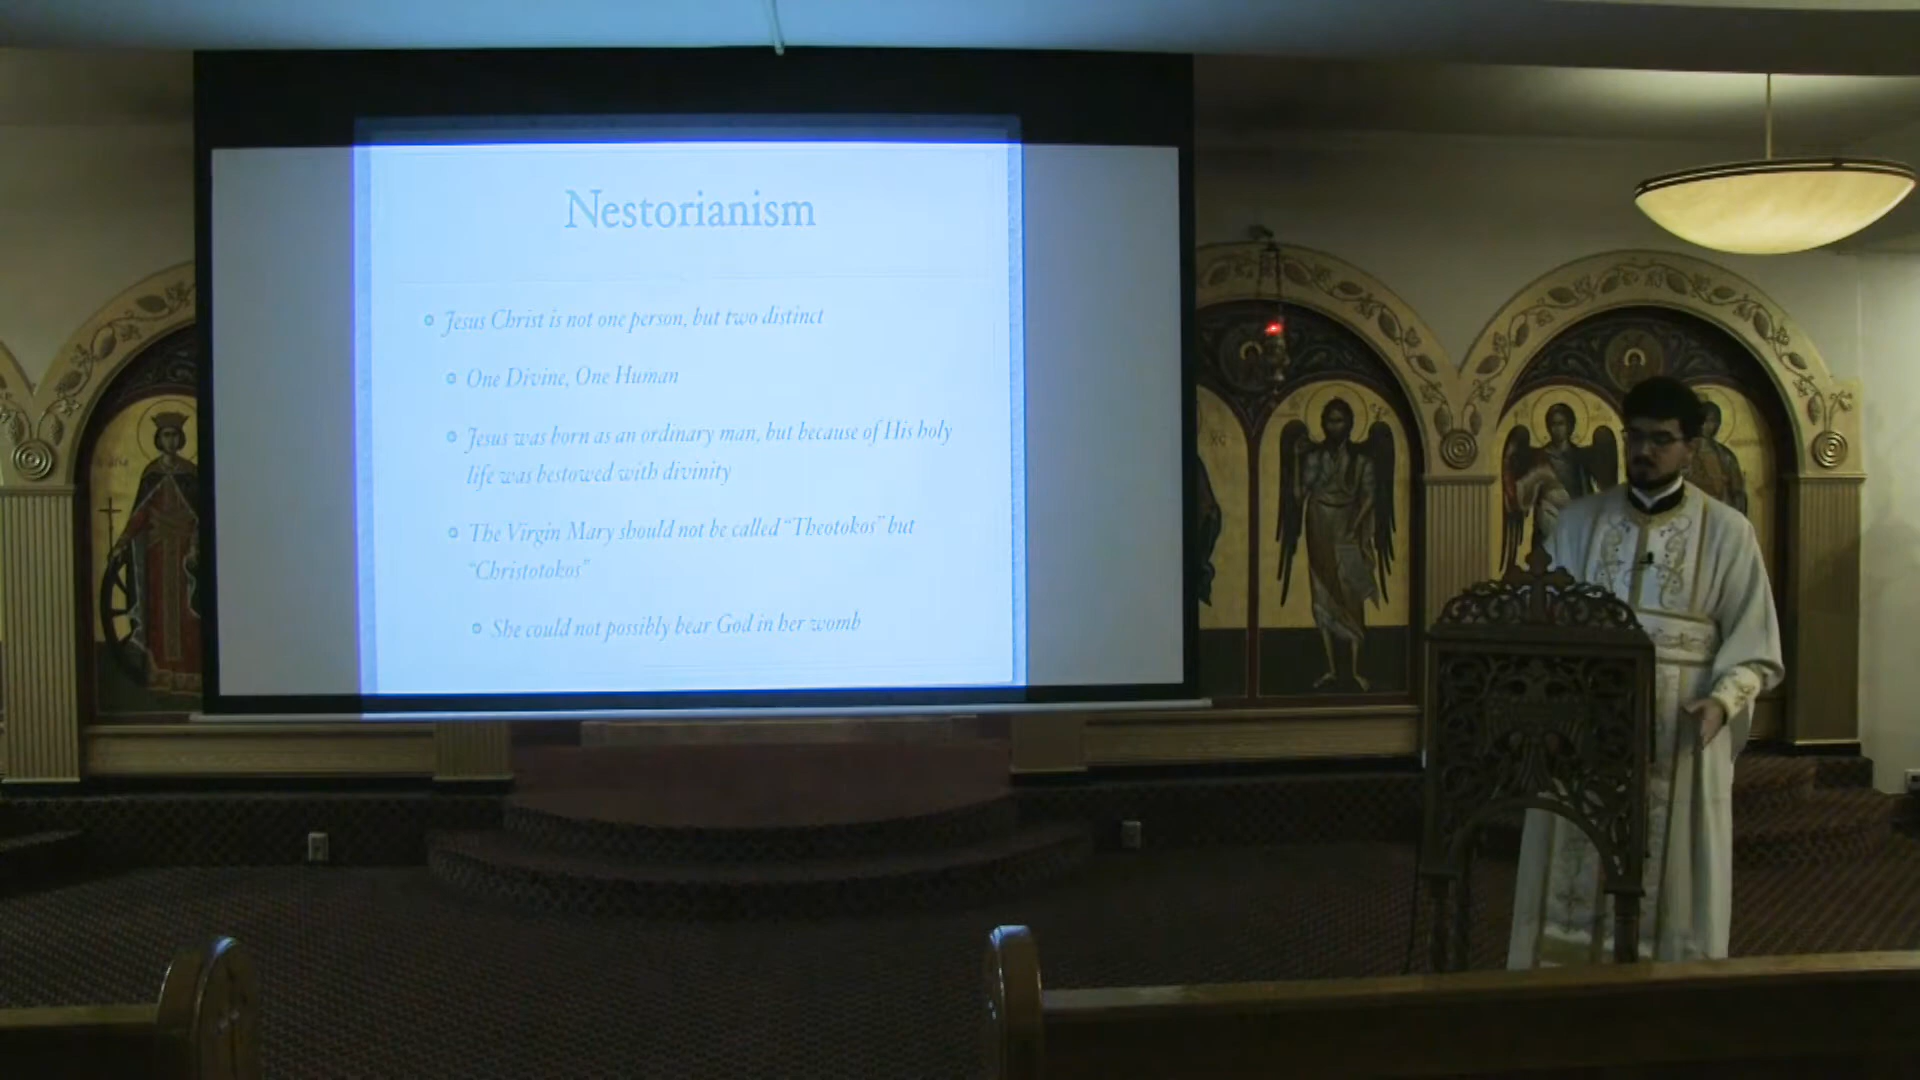 Nestorianism
Jesus Christ is not one person, but two distinct
One Divine, One Human
Jesus was born as an ordinary man, but because of His holy
life was bestowed with divinity
The Virgin Mary should not be called “Theotokos” but
“Christotokos”
She could not possibly bear God in her womb